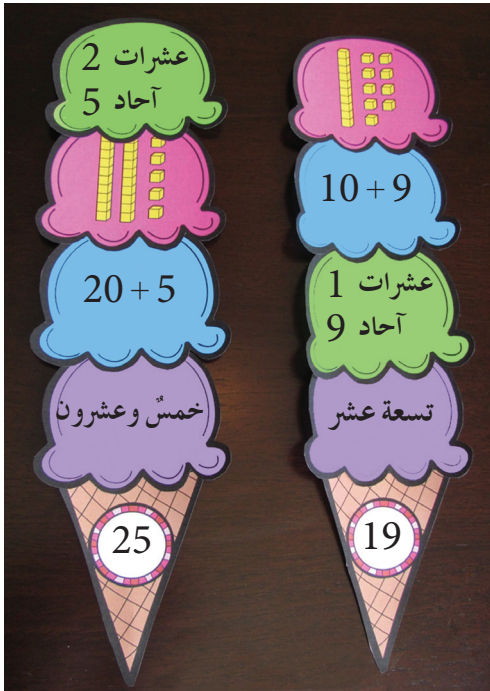 عشرات 2
آحاد 5
20 + 5
خمسٌ وعشرون
25
10 + 9
عشرات 1
آحاد 9
تسعة عشر
19